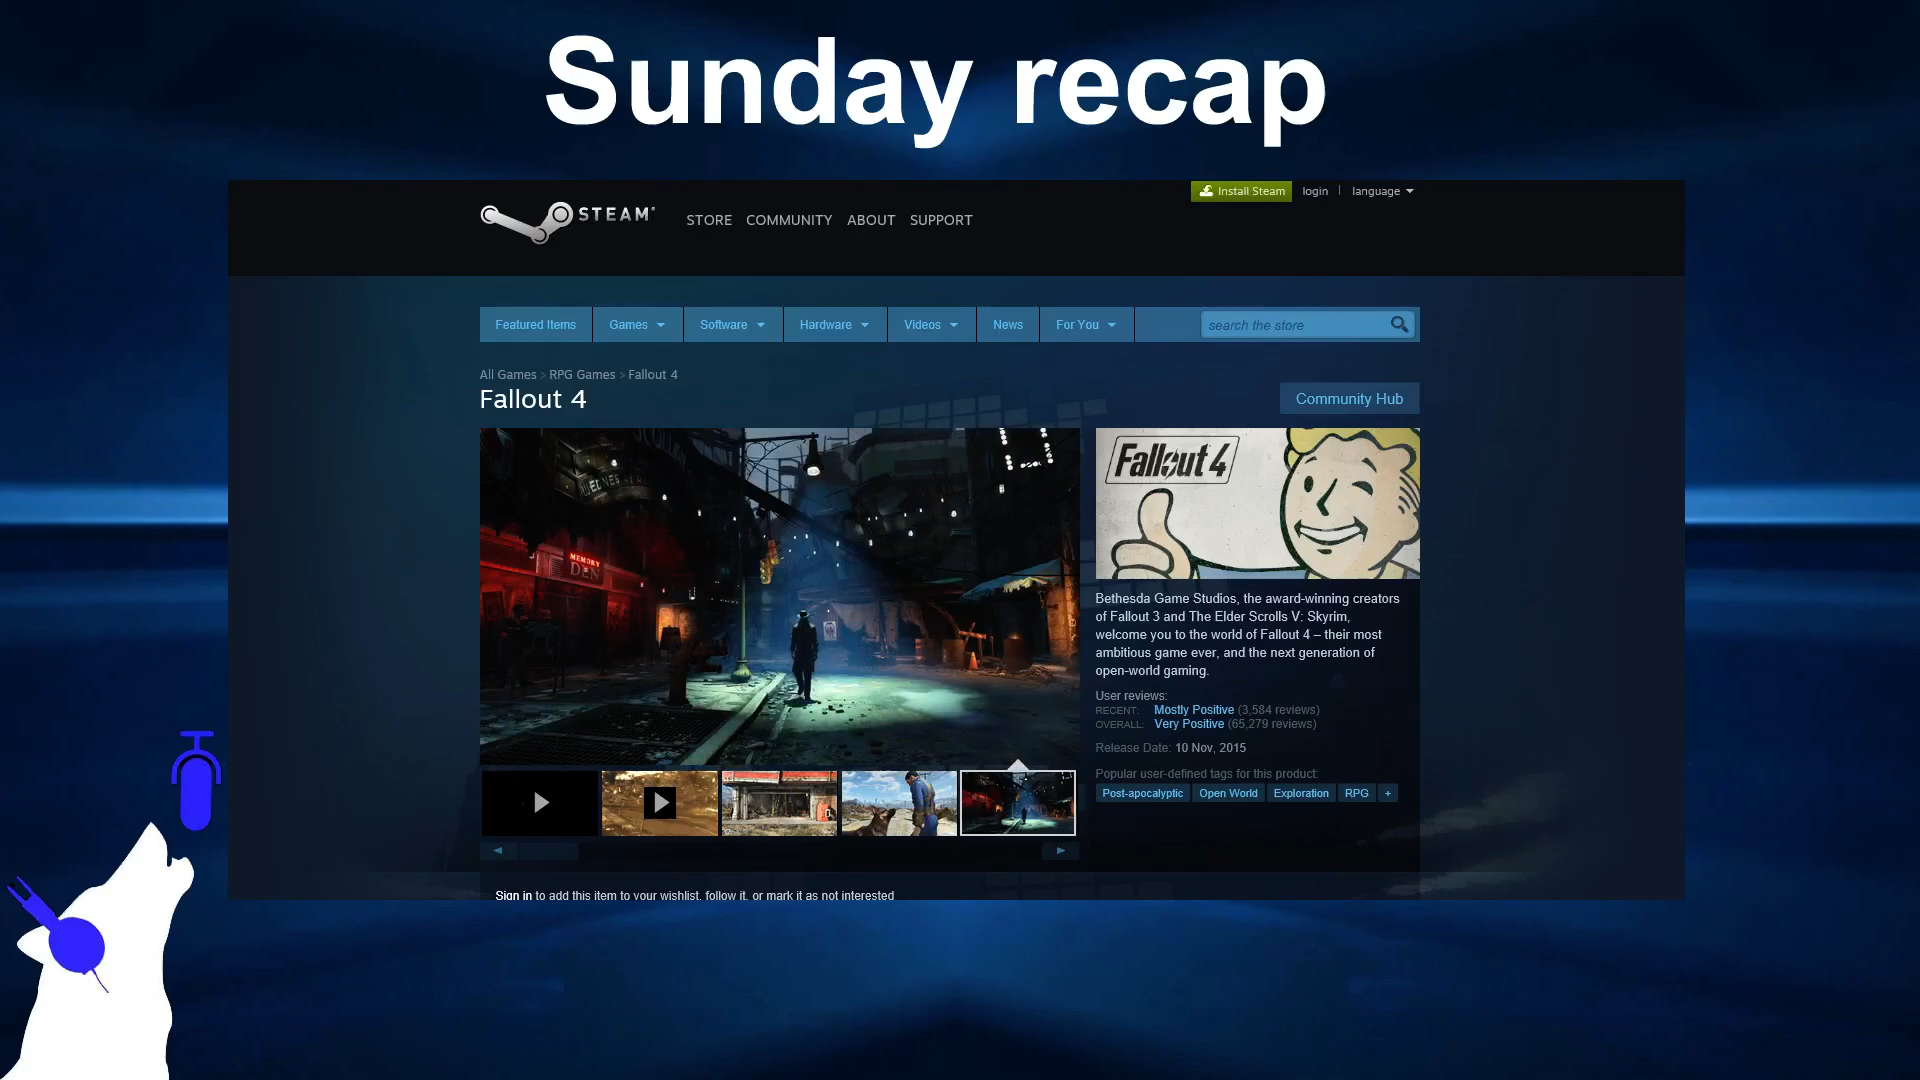 Sunday recap
Install Steam login | language
STEAM®
STORE COMMUNITY ABOUT SUPPORT
Featured Items Games Software Hardware Videos News For You search the store
All Games > RPG Games > Fallout 4
Fallout 4
Community Hub
MEMORY
DEN
Fallout 4
Bethesda Game Studios, the award-winning creators
of Fallout 3 and The Elder Scrolls V: Skyrim,
welcome you to the world of Fallout 4 – their most
ambitious game ever, and the next generation of
open-world gaming.
User reviews:
RECENT: Mostly Positive (3,584 reviews)
OVERALL: Very Positive (65,279 reviews)
Release Date: 10 Nov, 2015
Popular user-defined tags for this product:
Post-apocalyptic Open World Exploration RPG +
Sign in to add this item to your wishlist, follow it, or mark it as not interested